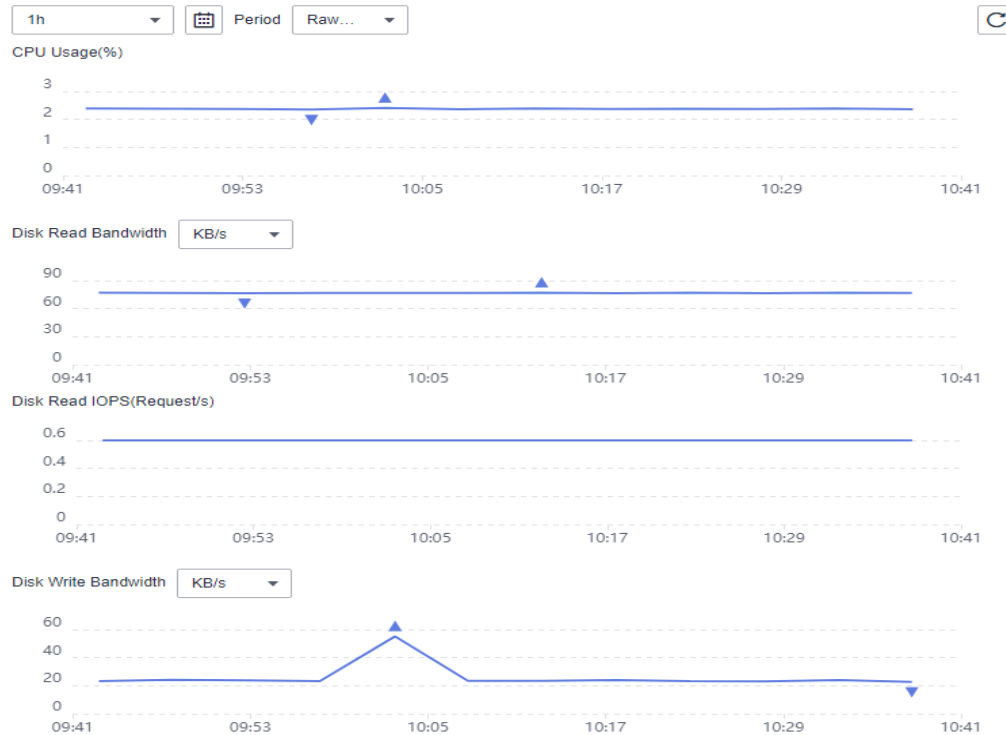 1h Period Raw...
CPU Usage(%)
3
2
1
0
09:41 09:53 10:05 10:17 10:29 10:41
Disk Read Bandwidth KB/s
90
60
30
0
09:41 09:53 10:05 10:17 10:29 10:41
Disk Read IOPS(Request/s)
0.6
0.4
0.2
0
09:41 09:53 10:05 10:17 10:29 10:41
Disk Write Bandwidth KB/s
60
40
20
0
09:41 09:53 10:05 10:17 10:29 10:41